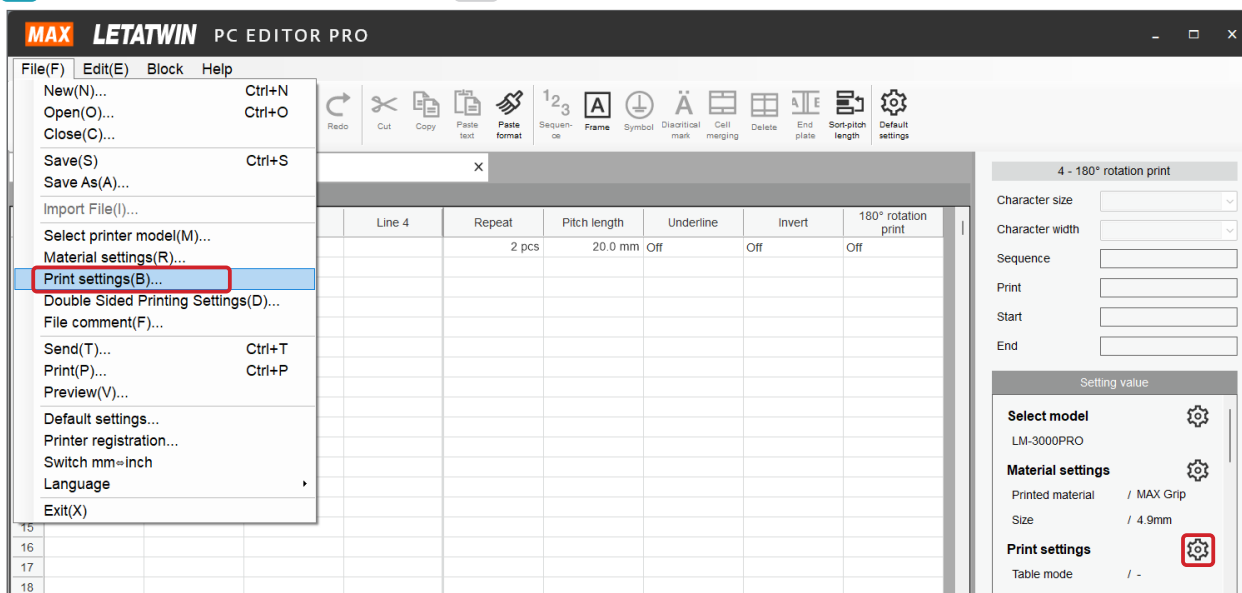 MAX LETATWIN PC EDITOR PRO
File(F) Edit(E) Block Help
New(N)... Ctrl+N
Open(O)... Ctrl+O
Close(C)...
Save(S) Ctrl+S
Save As(A)...
Import File(I)...
Select printer model(M)...
Material settings(R)...
Print settings(B)...
Double Sided Printing Settings(D)...
File comment(F)...
Send(T)... Ctrl+T
Print(P)... Ctrl+P
Preview(V)...
Default settings...
Printer registration...
Switch mm⇔inch
Language
Exit(X)
Redo
Cut
Copy
Paste text
Paste format
Sequen-ce
Frame
Symbol
Diacritical mark
Cell merging
Delete
End plate
Sort-pitch length
Default settings
Line 4 Repeat Pitch length Underline Invert 180° rotation print
2 pcs 20.0 mm Off Off Off
15
16
17
18
4 - 180° rotation print
Character size
Character width
Sequence
Print
Start
End
Setting value
Select model
LM-3000PRO
Material settings
Printed material / MAX Grip
Size / 4.9mm
Print settings
Table mode / -